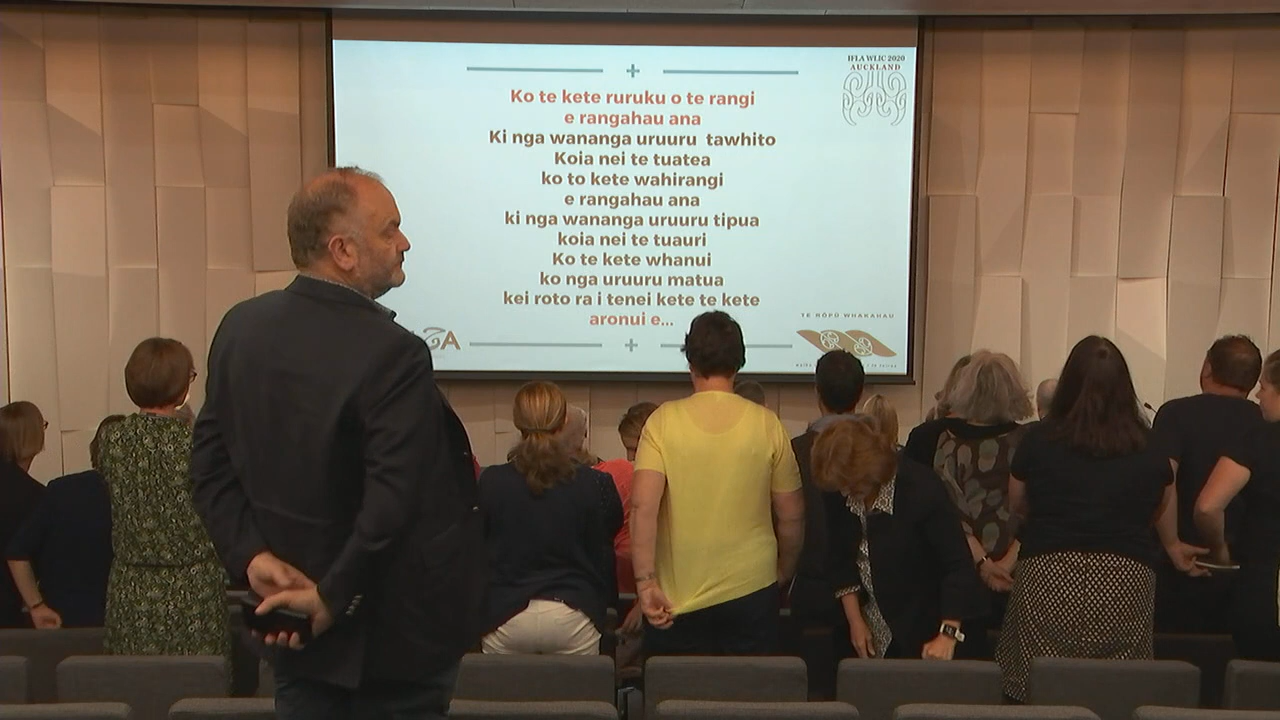 IFLA WLIC 2020
AUCKLAND
Ko te kete ruruku o te rangi
e rangahau ana
Ki nga wananga uruuru tawhito
Koia nei te tuatea
ko to kete wahirangi
e rangahau ana
ki nga wananga uruuru tipua
koia nei te tuauri
Ko te kete whanui
ko nga uruuru matua
kei roto ra i tenei kete te kete
aronui e...
TE RŌPŪ WHAKAHAU